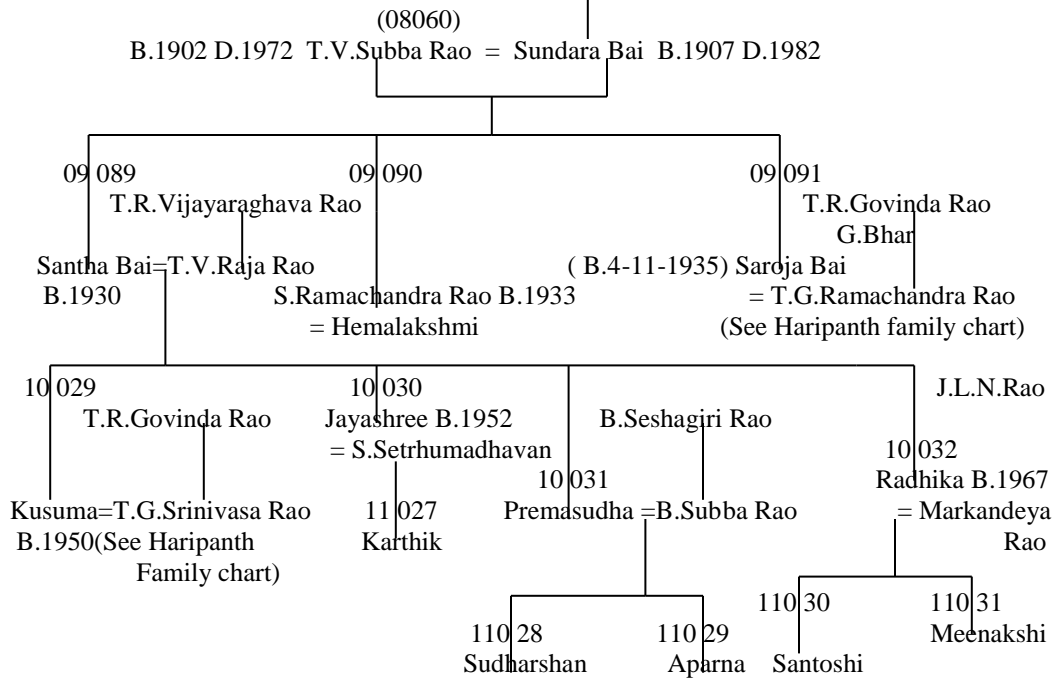 (08060)
B.1902 D.1972 T.V.Subba Rao = Sundara Bai B.1907 D.1982
09 089 09 090 09 091
T.R.Vijayaraghava Rao T.R.Govinda Rao
G.Bhar
Santha Bai=T.V.Raja Rao ( B.4-11-1935) Saroja Bai
B.1930 S.Ramachandra Rao B.1933 = T.G.Ramachandra Rao
= Hemalakshmi (See Haripanth family chart)
10 029 10 030 J.L.N.Rao
T.R.Govinda Rao Jayashree B.1952 B.Seshagiri Rao
= S.Setrhumadhavan 10 032
10 031 Radhika B.1967
Kusuma=T.G.Srinivasa Rao 11 027 Premasudha =B.Subba Rao = Markandeya
B.1950(See Haripanth Karthik Rao
Family chart)
110 30 110 31
110 28 110 29 Meenakshi
Sudharshan Aparna Santoshi